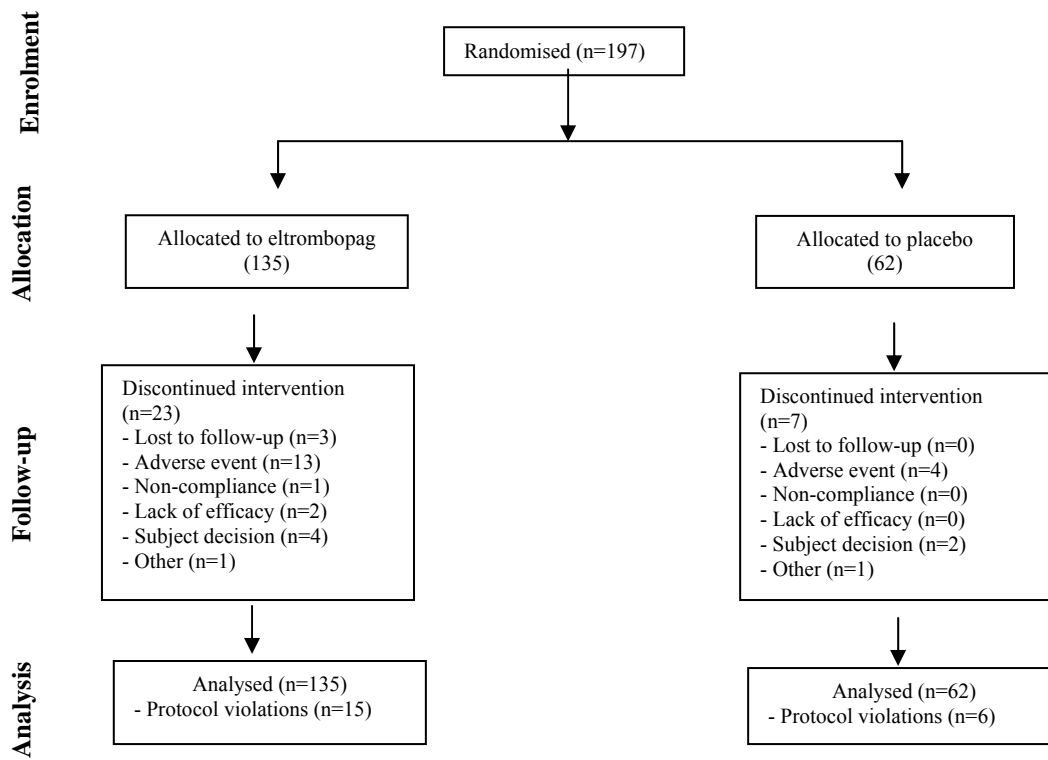 Enrolment
Randomised (n=197)
Allocation
Allocated to eltrombopag
(135)
Allocated to placebo
(62)
Follow-up
Discontinued intervention
(n=23)
- Lost to follow-up (n=3)
- Adverse event (n=13)
- Non-compliance (n=1)
- Lack of efficacy (n=2)
- Subject decision (n=4)
- Other (n=1)
Discontinued intervention
(n=7)
- Lost to follow-up (n=0)
- Adverse event (n=4)
- Non-compliance (n=0)
- Lack of efficacy (n=0)
- Subject decision (n=2)
- Other (n=1)
Analysis
Analysed (n=135)
- Protocol violations (n=15)
Analysed (n=62)
- Protocol violations (n=6)